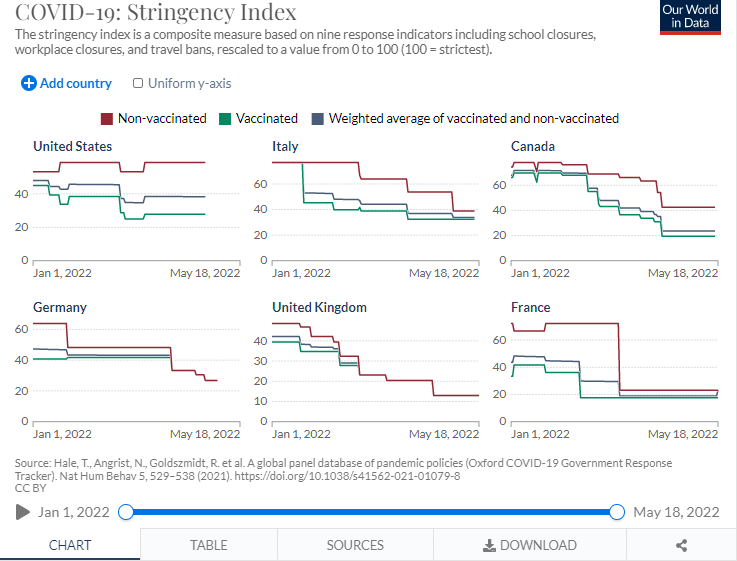 COVID-19: Stringency Index
Our World
in Data
The stringency index is a composite measure based on nine response indicators including school closures,
workplace closures, and travel bans, rescaled to a value from 0 to 100 (100 = strictest).
Add country
Uniform y-axis
Non-vaccinated
Vaccinated
Weighted average of vaccinated and non-vaccinated
United States
40
20
0
Jan 1, 2022
May 18, 2022
Italy
60
40
20
0
Jan 1, 2022
May 18, 2022
Canada
60
40
20
0
Jan 1, 2022
May 18, 2022
Germany
60
40
20
0
Jan 1, 2022
May 18, 2022
United Kingdom
40
30
20
10
0
Jan 1, 2022
May 18, 2022
France
60
40
20
0
Jan 1, 2022
May 18, 2022
Source: Hale, T., Angrist, N., Goldszmidt, R. et al. A global panel database of pandemic policies (Oxford COVID-19 Government Response
Tracker). Nat Hum Behav 5, 529–538 (2021). https://doi.org/10.1038/s41562-021-01079-8
CC BY
Jan 1, 2022
May 18, 2022
CHART
TABLE
SOURCES
DOWNLOAD